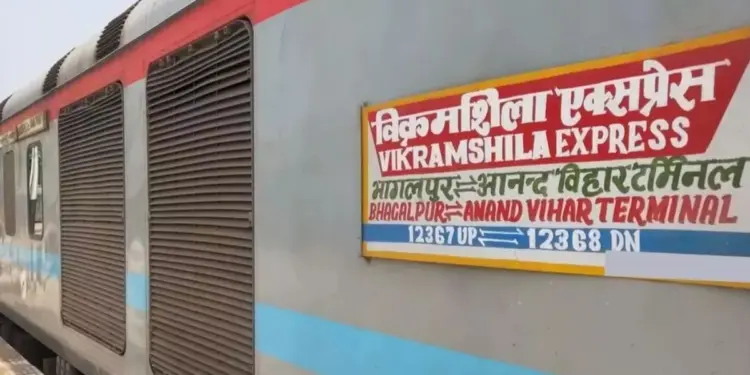 विक्रमशिला एक्सप्रेस
VIKRAMSHILA EXPRESS
भागलपुर ⇌ आनन्द विहार टर्मिनल
BHAGALPUR ⇌ ANAND VIHAR TERMINAL
12367 UP ⇌ 12368 DN